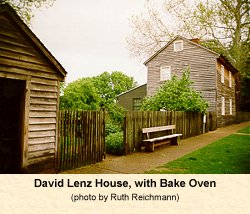 David Lenz House, with Bake Oven
(photo by Ruth Reichmann)